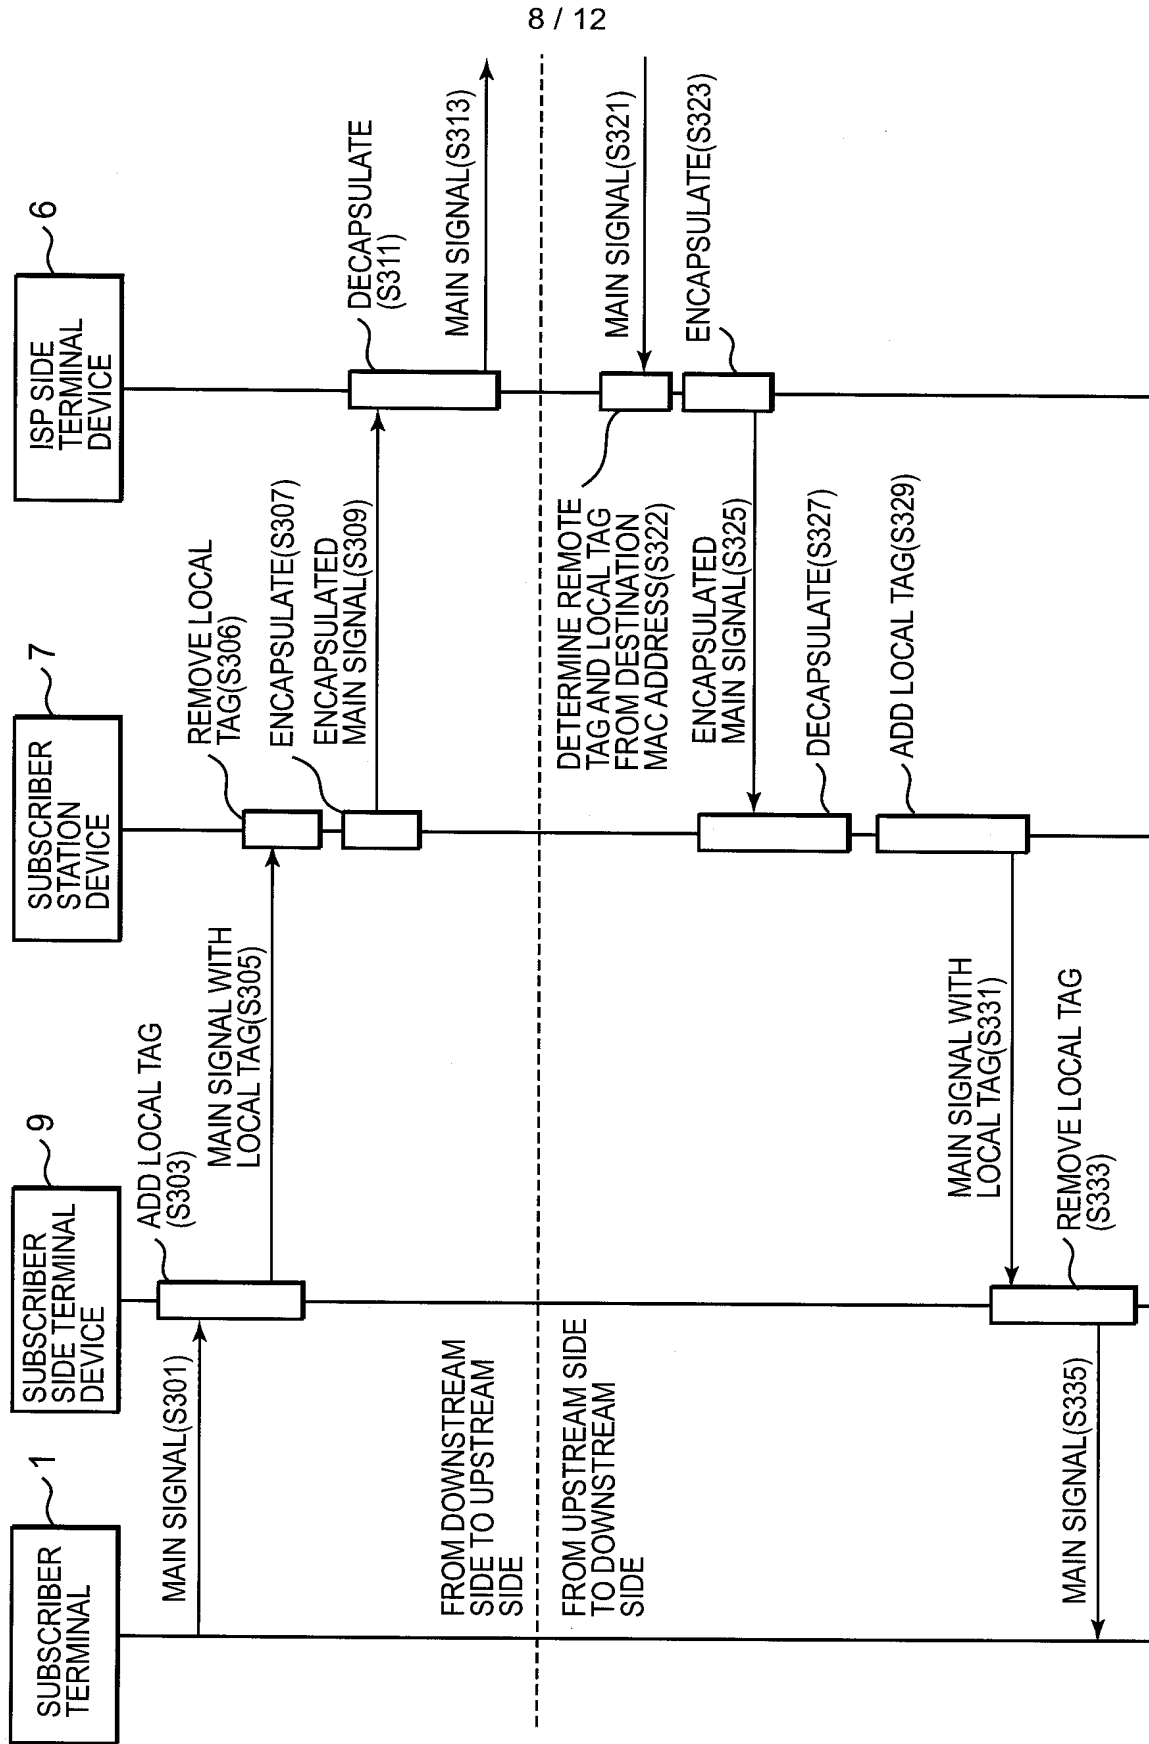 8 / 12
SUBSCRIBER
TERMINAL
1
SUBSCRIBER
SIDE TERMINAL
DEVICE
9
SUBSCRIBER
STATION
DEVICE
7
ISP SIDE
TERMINAL
DEVICE
6
MAIN SIGNAL(S301)
ADD LOCAL TAG
(S303)
MAIN SIGNAL WITH
LOCAL TAG(S305)
REMOVE LOCAL
TAG(S306)
ENCAPSULATE(S307)
ENCAPSULATED
MAIN SIGNAL(S309)
DECAPSULATE
(S311)
MAIN SIGNAL(S313)
FROM DOWNSTREAM
SIDE TO UPSTREAM
SIDE
FROM UPSTREAM SIDE
TO DOWNSTREAM
SIDE
MAIN SIGNAL(S321)
DETERMINE REMOTE
TAG AND LOCAL TAG
FROM DESTINATION
MAC ADDRESS(S322)
ENCAPSULATE(S323)
ENCAPSULATED
MAIN SIGNAL(S325)
DECAPSULATE(S327)
ADD LOCAL TAG(S329)
MAIN SIGNAL WITH
LOCAL TAG(S331)
REMOVE LOCAL TAG
(S333)
MAIN SIGNAL(S335)